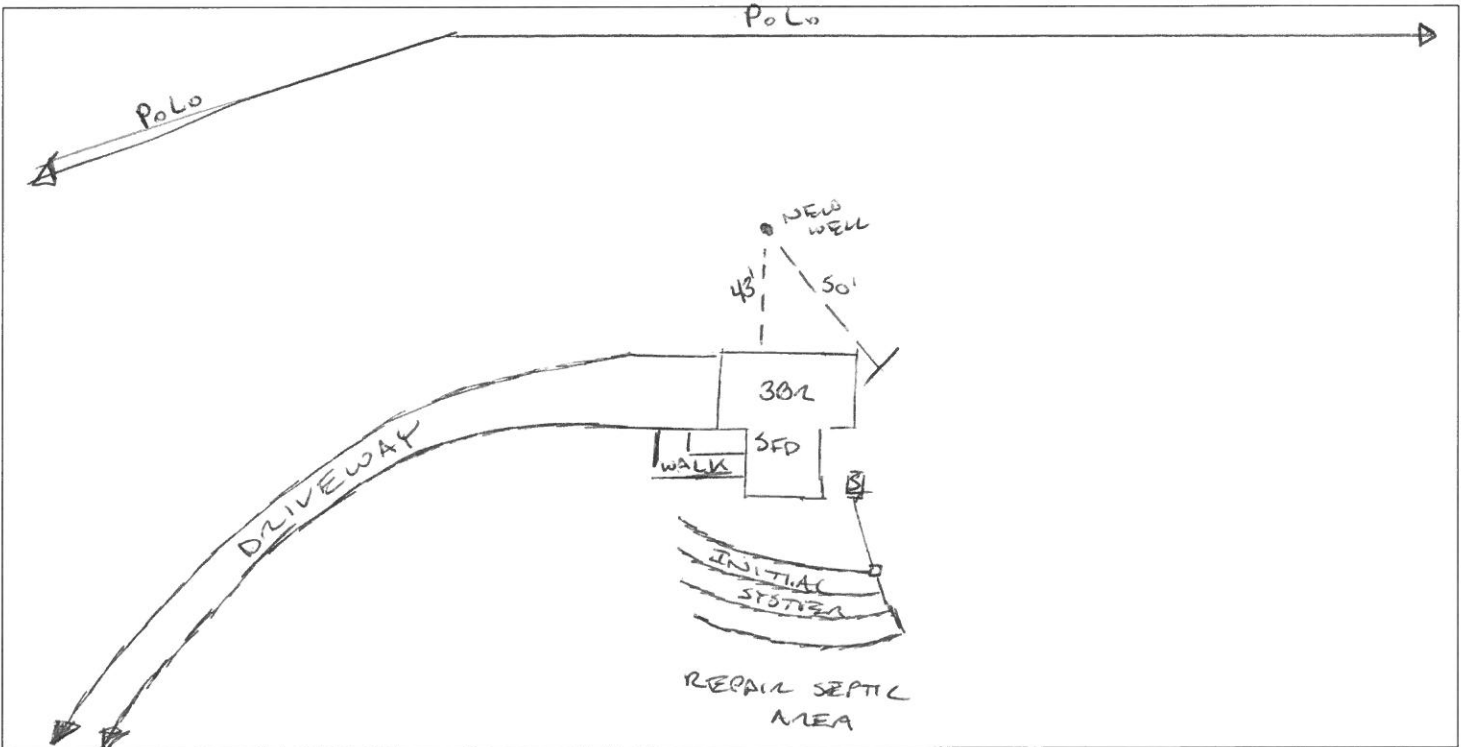 PoLo
PoLo
NEW
WELL
43'
50'
3BR
SFD
WALK
S
DRIVEWAY
INITIAL
SYSTEM
REPAIR SEPTIC
AREA